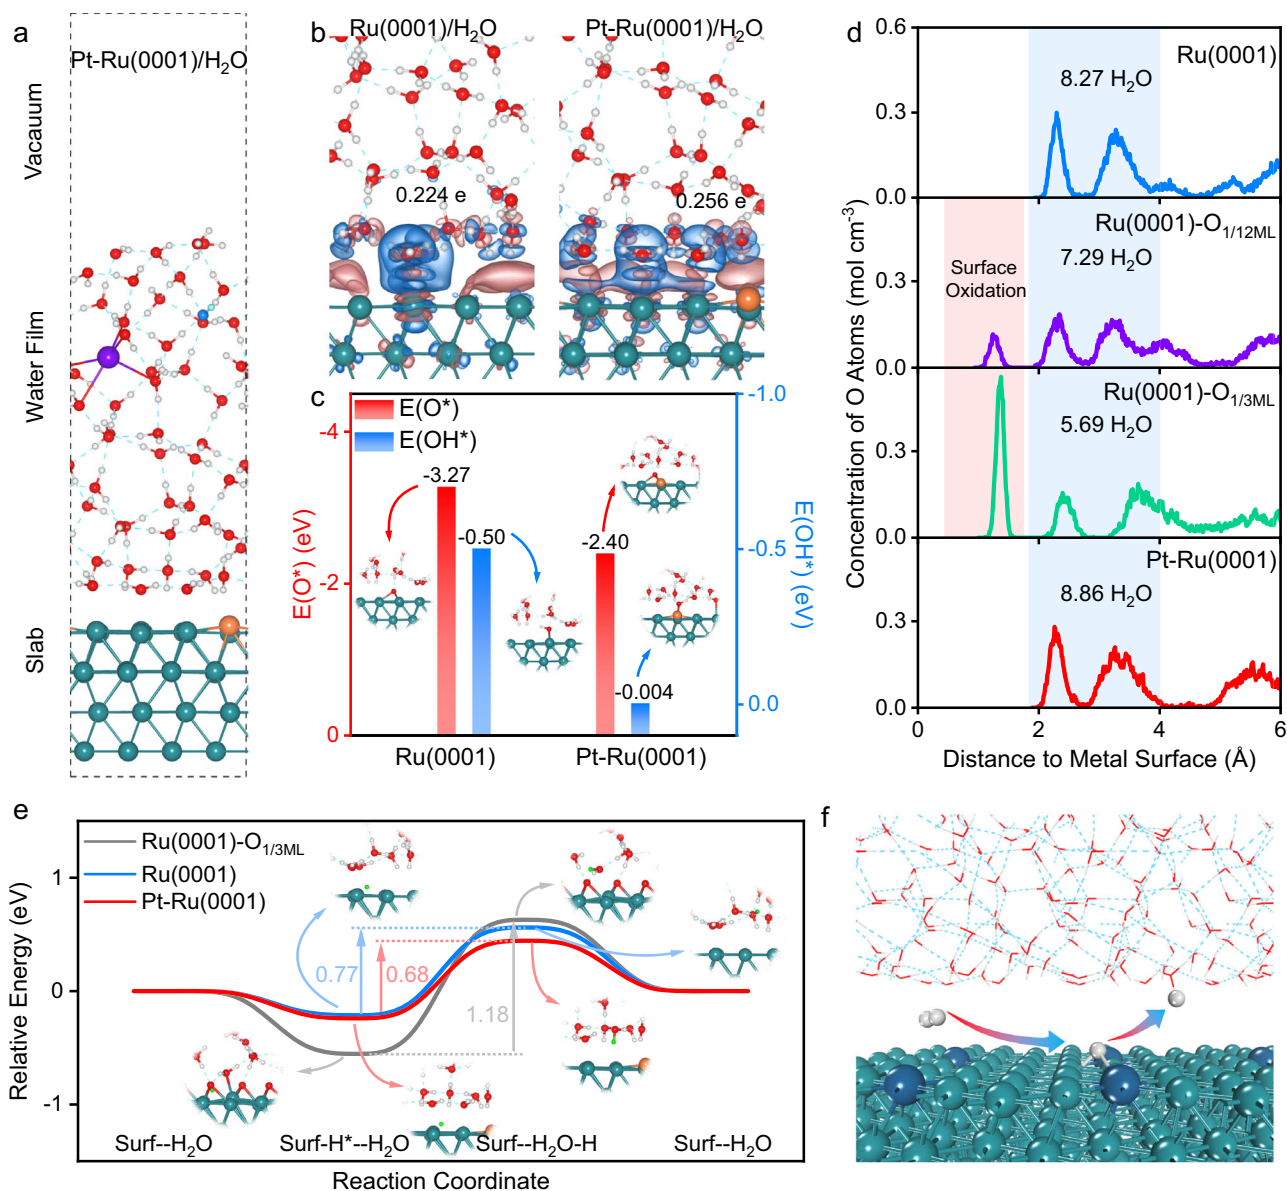 a
Pt-Ru(0001)/H₂O
Vacauum
Water Film
Slab
b
Ru(0001)/H₂O
Pt-Ru(0001)/H₂O
0.224 e
0.256 e
c
E(O*)
E(OH*)
-4
-2
0
E(O*) (eV)
-3.27
-0.50
-2.40
-0.004
-1.0
-0.5
0.0
E(OH*) (eV)
Ru(0001)
Pt-Ru(0001)
d
Concentration of O Atoms (mol cm⁻³)
0.6
0.3
0.0
Ru(0001)
8.27 H₂O
0.3
0.0
Ru(0001)-O₁/₁₂ML
7.29 H₂O
Surface
Oxidation
0.3
0.0
Ru(0001)-O₁/₃ML
5.69 H₂O
0.3
0.0
Pt-Ru(0001)
8.86 H₂O
0 2 4 6
Distance to Metal Surface (Å)
e
Ru(0001)-O₁/₃ML
Ru(0001)
Pt-Ru(0001)
1
0
-1
Relative Energy (eV)
0.77
0.68
1.18
Surf--H₂O Surf-H*--H₂O Surf--H₂O-H Surf--H₂O
Reaction Coordinate
f